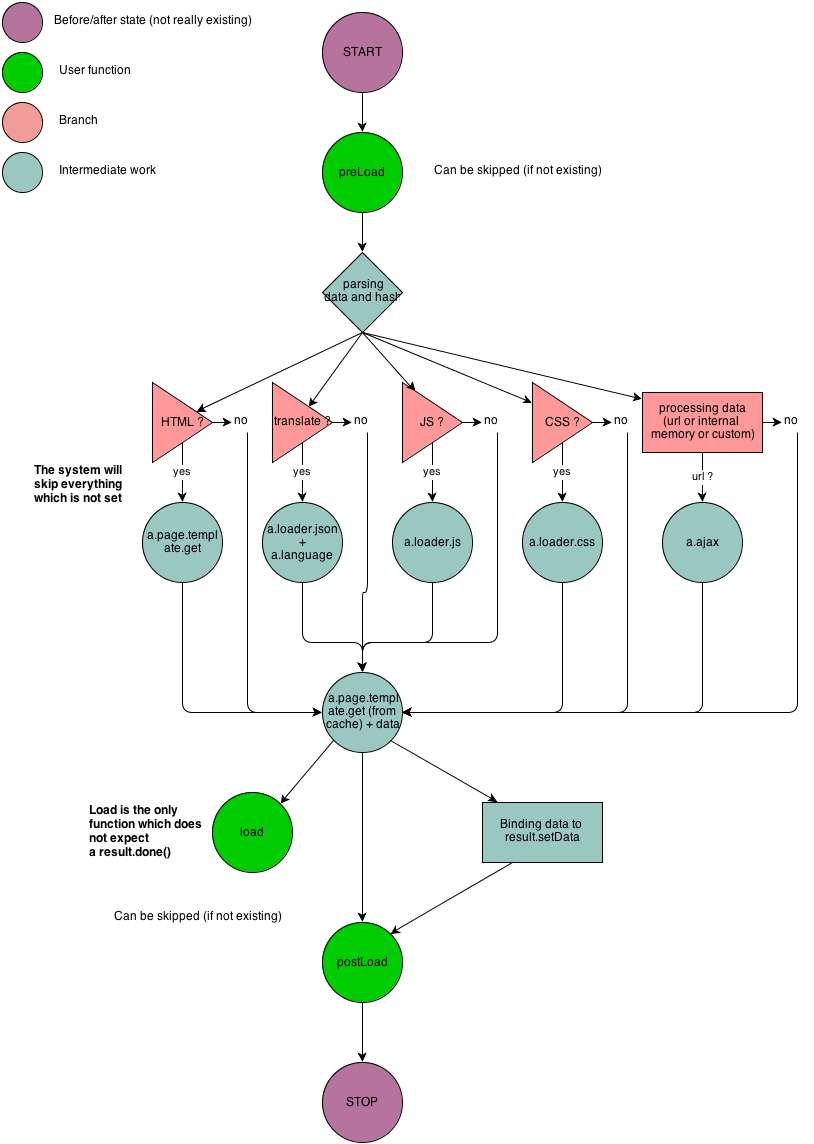 Before/after state (not really existing)
User function
Branch
Intermediate work
START
preLoad
Can be skipped (if not existing)
parsing
data and hash
HTML ?
no
translate ?
no
JS ?
no
CSS ?
no
processing data
(url or internal
memory or custom)
no
The system will
skip everything
which is not set
yes
yes
yes
yes
url ?
a.page.templ
ate.get
a.loader.json
+
a.language
a.loader.js
a.loader.css
a.ajax
a.page.templ
ate.get (from
cache) + data
Load is the only
function which does
not expect
a result.done()
load
Binding data to
result.setData
Can be skipped (if not existing)
postLoad
STOP